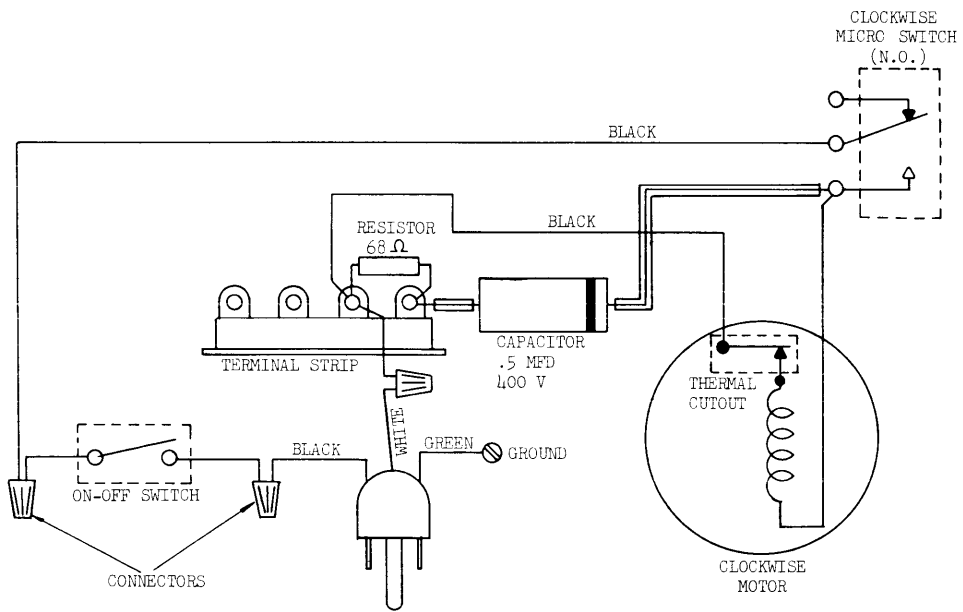 CLOCKWISE
MICRO SWITCH
(N.O.)
BLACK
BLACK
RESISTOR
68 Ω
CAPACITOR
.5 MFD
400 V
TERMINAL STRIP
THERMAL
CUTOUT
WHITE
BLACK
GREEN
GROUND
ON-OFF SWITCH
CONNECTORS
CLOCKWISE
MOTOR